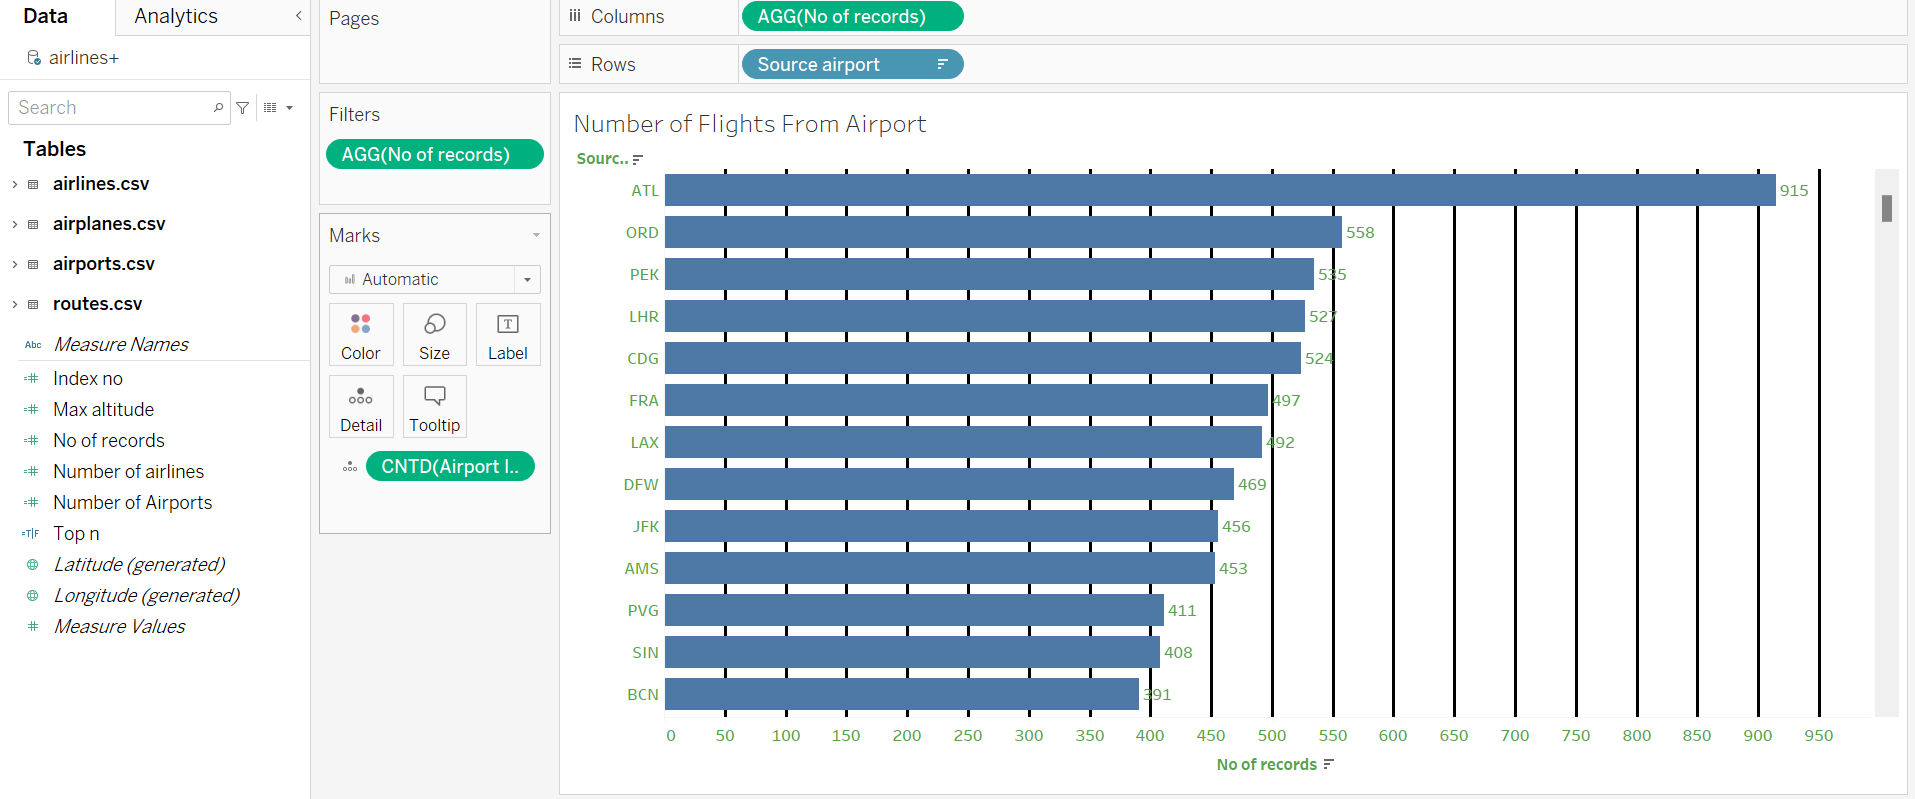 Data
Analytics
airlines+
Search
Tables
airlines.csv
airplanes.csv
airports.csv
routes.csv
Abc Measure Names
Index no
Max altitude
No of records
Number of airlines
Number of Airports
=T|F Top n
Latitude (generated)
Longitude (generated)
Measure Values
Pages
Filters
AGG(No of records)
Marks
Automatic
Color Size Label
Detail Tooltip
CNTD(Airport I..
Columns AGG(No of records)
Rows Source airport
Number of Flights From Airport
Sourc..
ATL 915
ORD 558
PEK 535
LHR 527
CDG 524
FRA 497
LAX 492
DFW 469
JFK 456
AMS 453
PVG 411
SIN 408
BCN 391
0 50 100 150 200 250 300 350 400 450 500 550 600 650 700 750 800 850 900 950
No of records